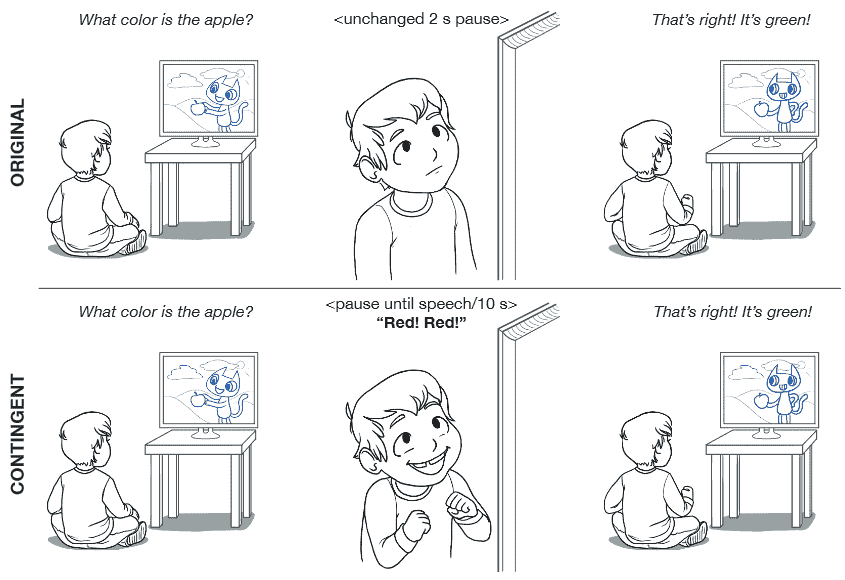 What color is the apple?
<unchanged 2 s pause>
That's right! It's green!
ORIGINAL
What color is the apple?
<pause until speech/10 s>
"Red! Red!"
That's right! It's green!
CONTINGENT